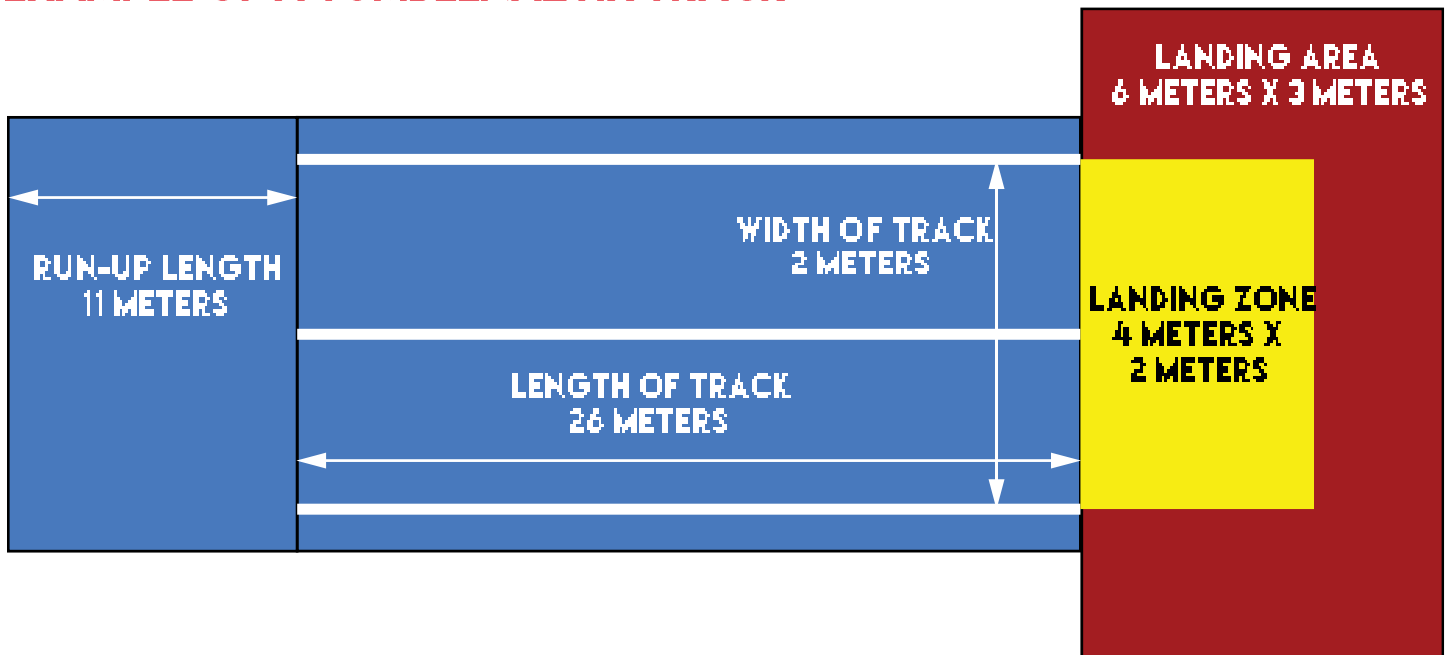 LANDING AREA
6 METERS X 3 METERS
WIDTH OF TRACK
2 METERS
RUN-UP LENGTH
11 METERS
LANDING ZONE
4 METERS X
2 METERS
LENGTH OF TRACK
26 METERS